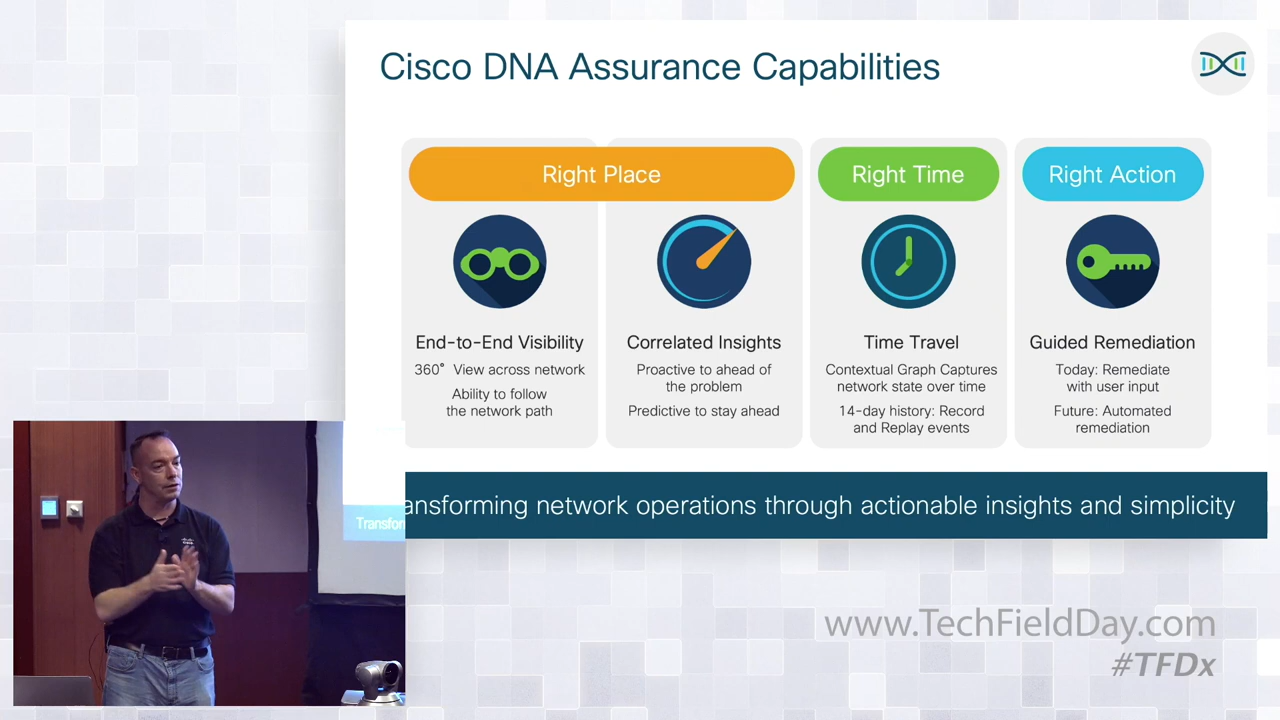 Cisco DNA Assurance Capabilities
Right Place
Right Time
Right Action
End-to-End Visibility
360° View across network
Ability to follow
the network path
Correlated Insights
Proactive to ahead of
the problem
Predictive to stay ahead
Time Travel
Contextual Graph Captures
network state over time
14-day history: Record
and Replay events
Guided Remediation
Today: Remediate
with user input
Future: Automated
remediation
ansforming network operations through actionable insights and simplicity
Transfor
www.TechFieldDay.com
#TFDx